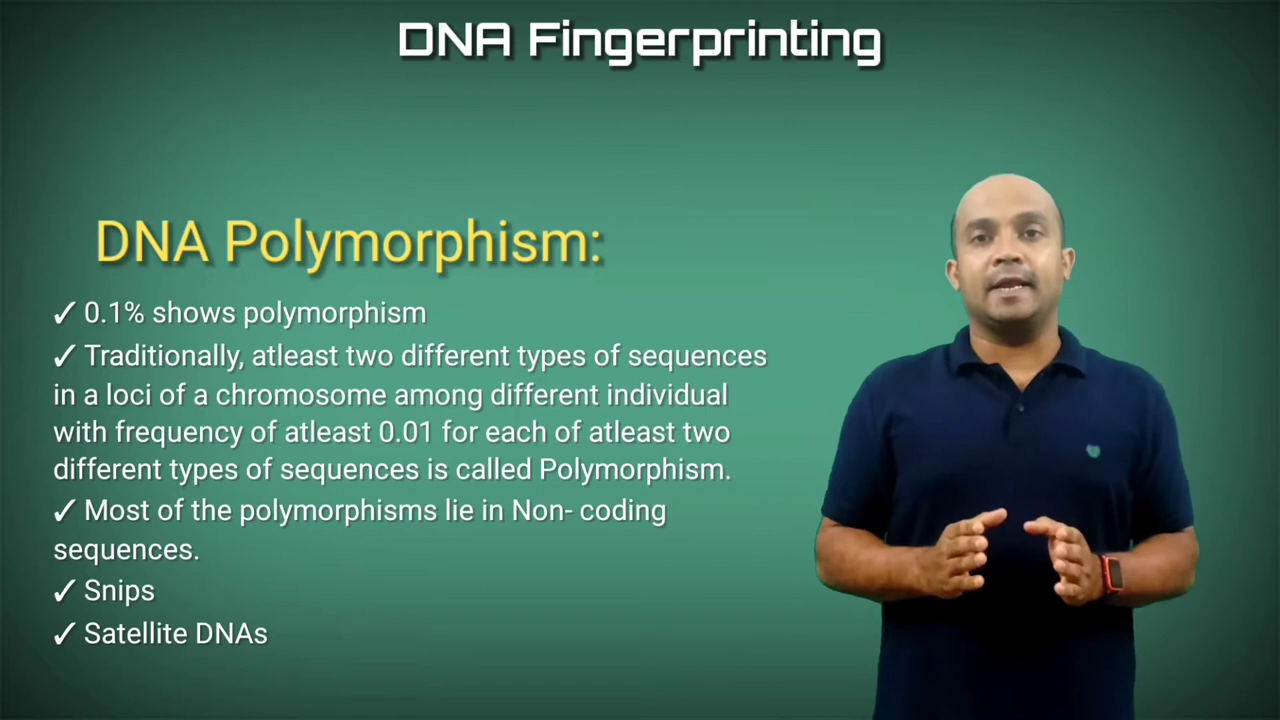 DNA Fingerprinting
DNA Polymorphism:
✓ 0.1% shows polymorphism
✓ Traditionally, atleast two different types of sequences
in a loci of a chromosome among different individual
with frequency of atleast 0.01 for each of atleast two
different types of sequences is called Polymorphism.
✓ Most of the polymorphisms lie in Non- coding
sequences.
✓ Snips
✓ Satellite DNAs